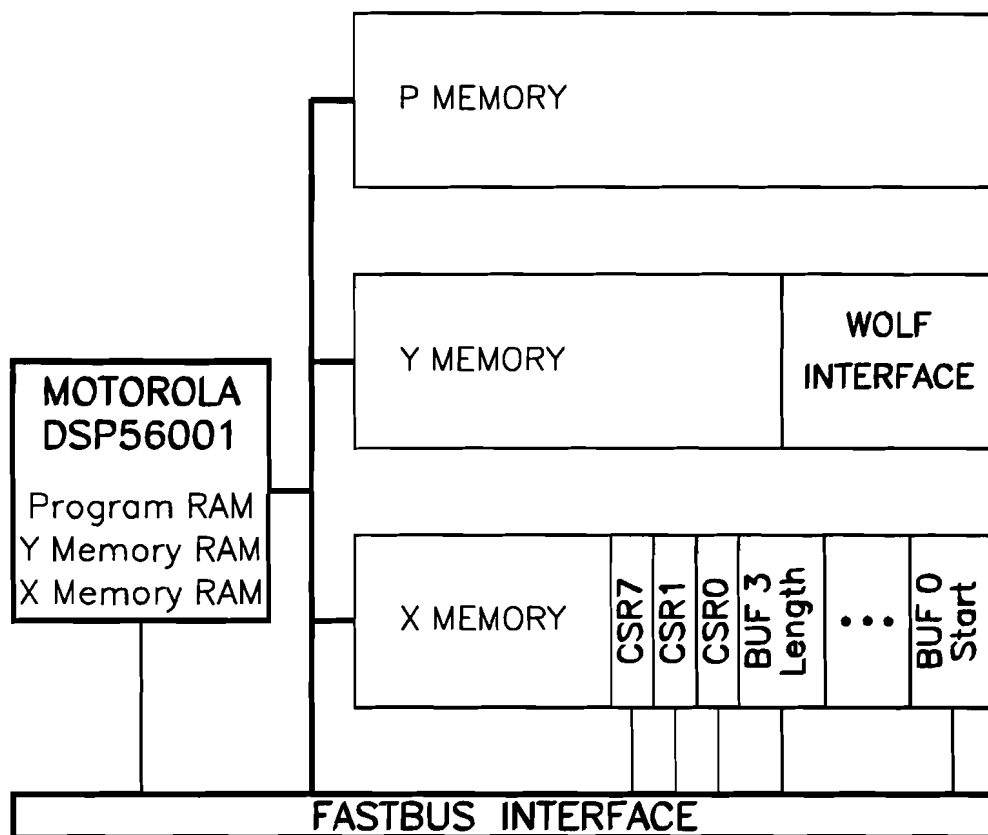 P MEMORY
Y MEMORY
WOLF
INTERFACE
MOTOROLA
DSP56001
Program RAM
Y Memory RAM
X Memory RAM
X MEMORY
CSR7
CSR1
CSR0
BUF 3
Length
•••
BUF 0
Start
FASTBUS INTERFACE